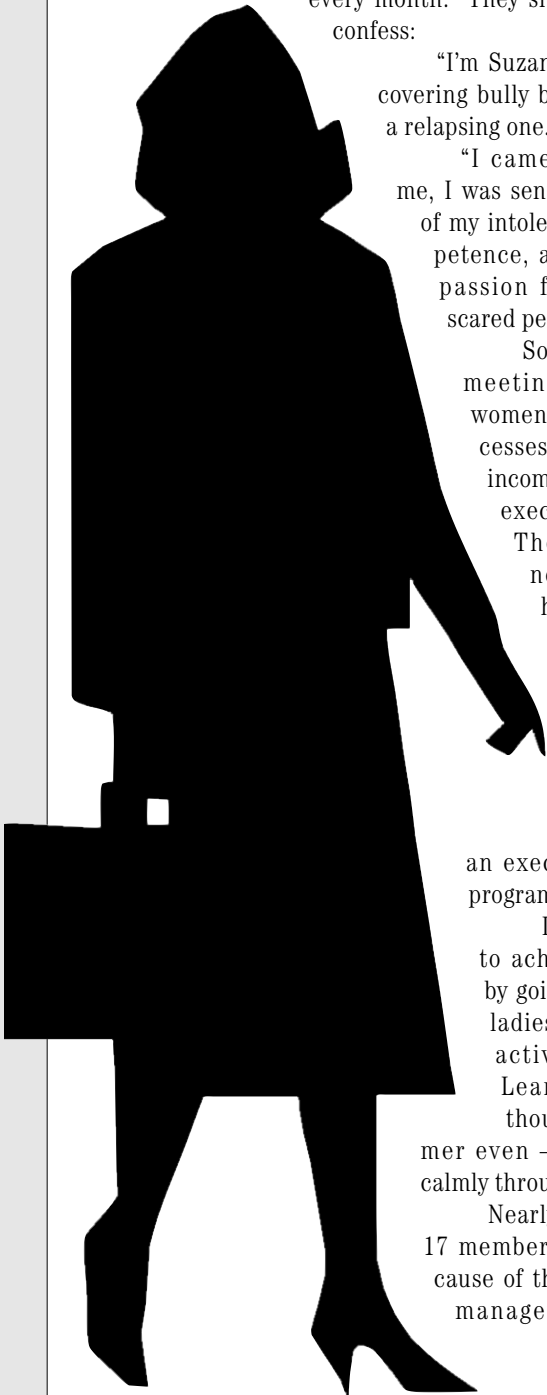 every month. They
confess:
"I'm Suzan
covering bully b
a relapsing one.
"I came
me, I was sen
of my intole
petence, a
passion f
scared pe
So
meetin
women
cesses
incom
exec
Th
n
h
an exec
program
I
to ach
by goi
ladies
activ
Lear
thou
mer even –
calmly throu
Nearl
17 member
cause of th
manage